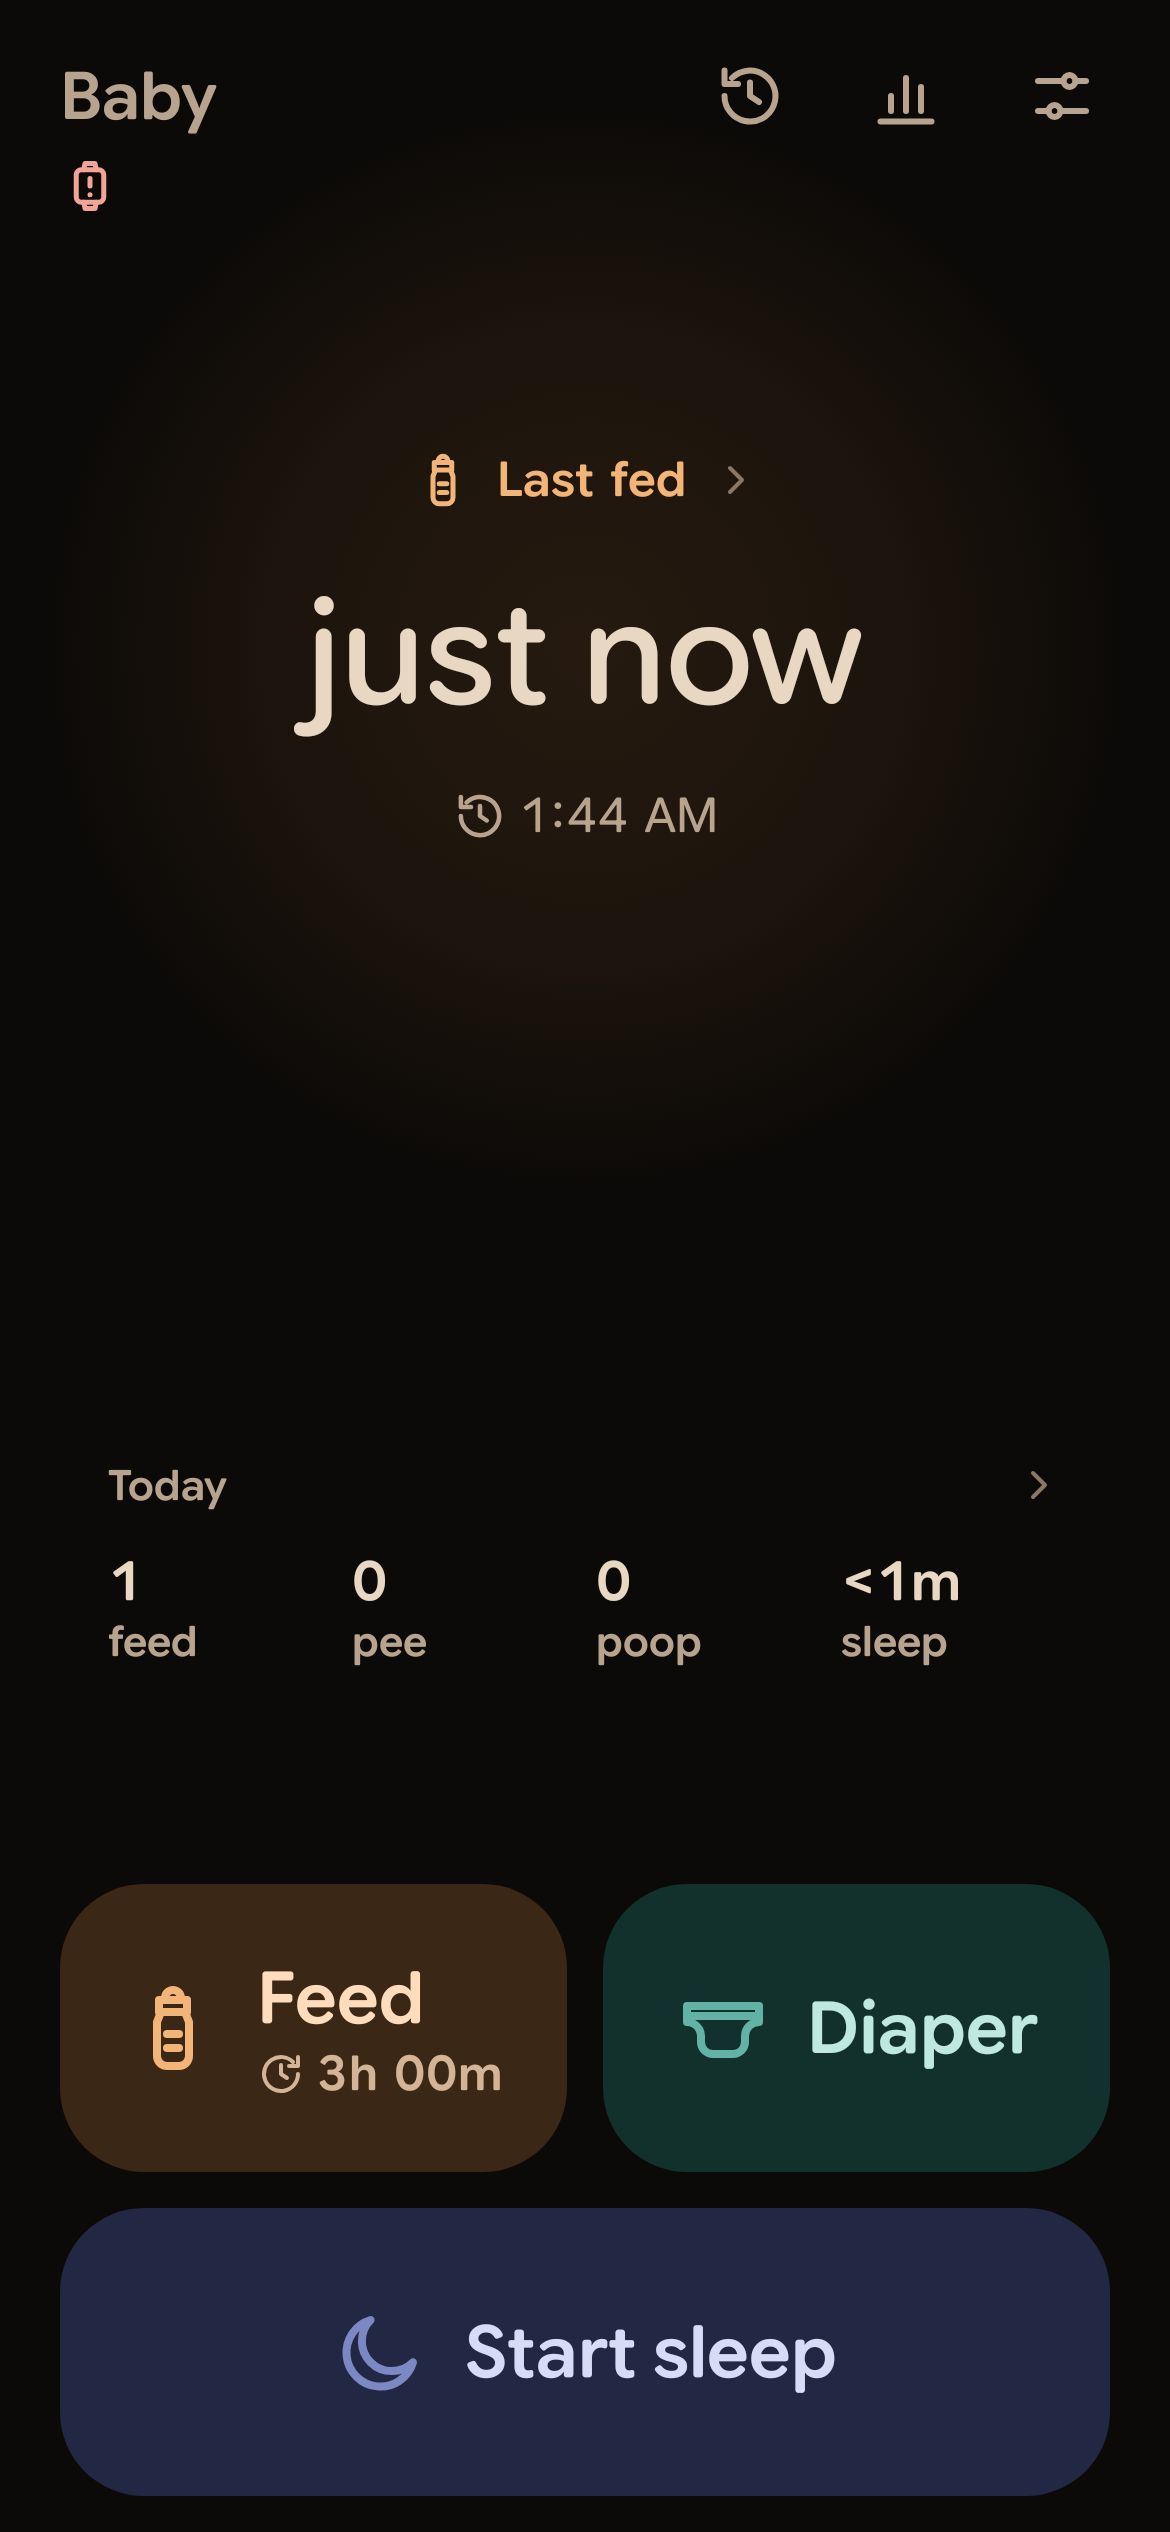 Baby
Last fed
just now
1:44 AM
Today
1 0 0 <1m
feed pee poop sleep
Feed
3h 00m
Diaper
Start sleep